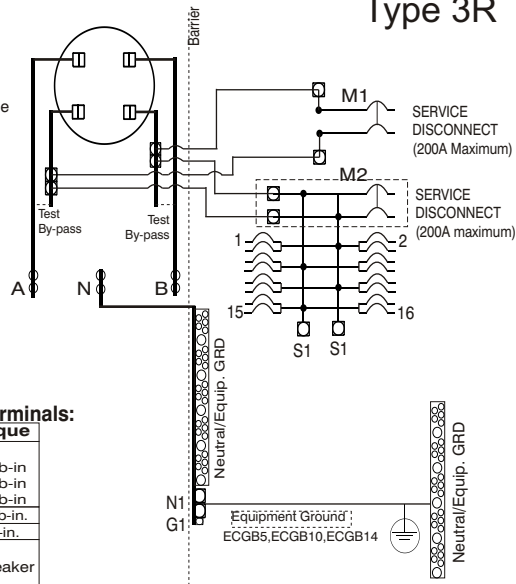 Type 3R
Barrier
e
M1
SERVICE
DISCONNECT
(200A Maximum)
M2
SERVICE
DISCONNECT
(200A maximum)
Test
By-pass
Test
By-pass
1
2
A
N
B
15
16
S1
S1
Neutral/Equip. GRD
rminals:
que
b-in
b-in
b-in
o-in.
-in.
eaker
N1
G1
Equipment Ground
ECGB5,ECGB10,ECGB14
Neutral/Equip. GRD